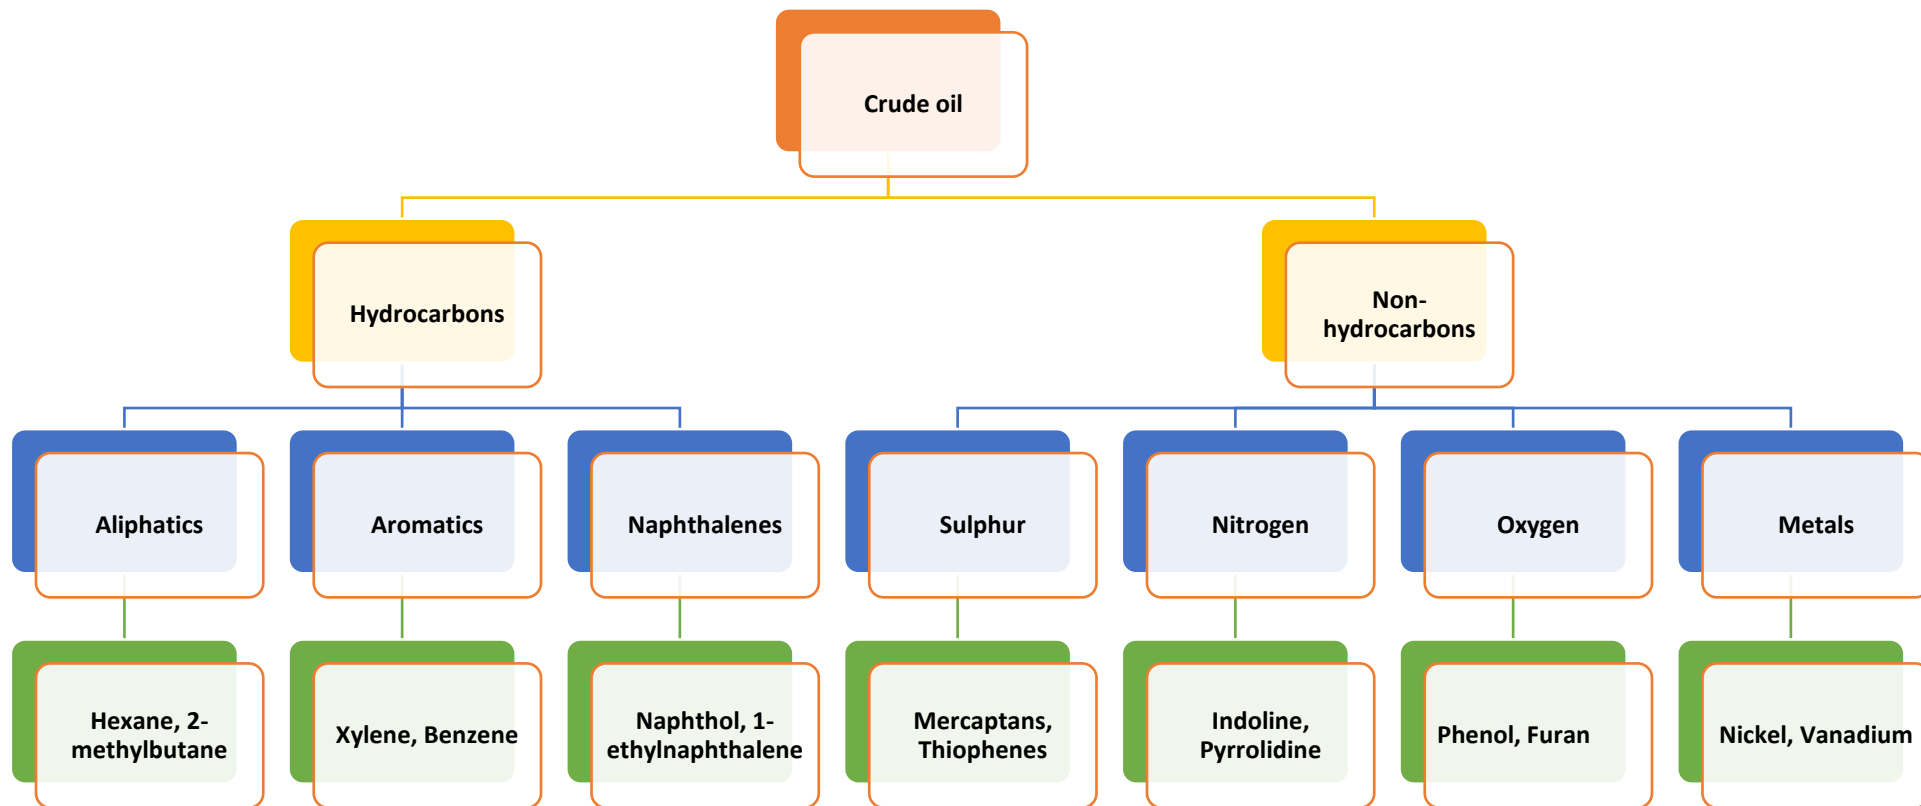 Crude oil
Hydrocarbons
Non-
hydrocarbons
Aliphatics
Aromatics
Naphthalenes
Sulphur
Nitrogen
Oxygen
Metals
Hexane, 2-
methylbutane
Xylene, Benzene
Naphthol, 1-
ethylnaphthalene
Mercaptans,
Thiophenes
Indoline,
Pyrrolidine
Phenol, Furan
Nickel, Vanadium